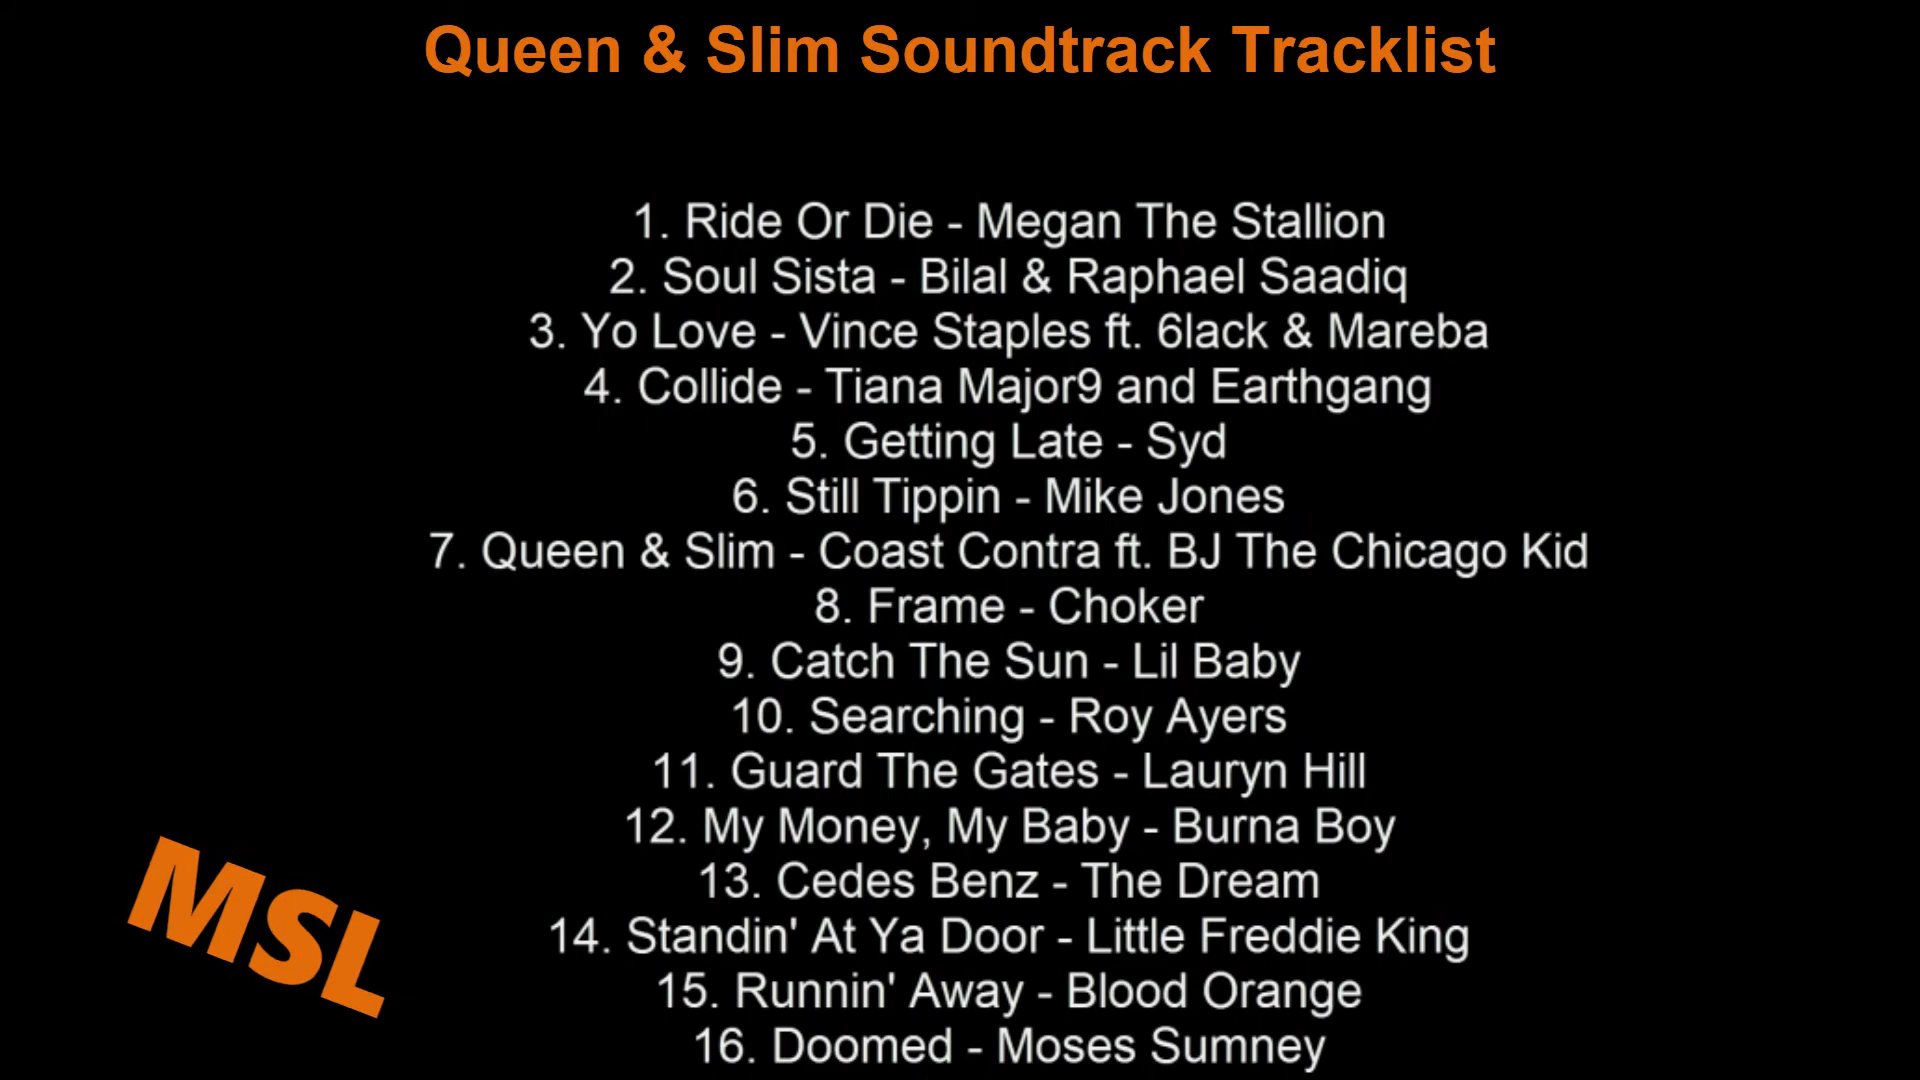 Queen & Slim Soundtrack Tracklist
1. Ride Or Die - Megan The Stallion
2. Soul Sista - Bilal & Raphael Saadiq
3. Yo Love - Vince Staples ft. 6lack & Mareba
4. Collide - Tiana Major9 and Earthgang
5. Getting Late - Syd
6. Still Tippin - Mike Jones
7. Queen & Slim - Coast Contra ft. BJ The Chicago Kid
8. Frame - Choker
9. Catch The Sun - Lil Baby
10. Searching - Roy Ayers
11. Guard The Gates - Lauryn Hill
12. My Money, My Baby - Burna Boy
13. Cedes Benz - The Dream
14. Standin' At Ya Door - Little Freddie King
15. Runnin' Away - Blood Orange
16. Doomed - Moses Sumney
MSL